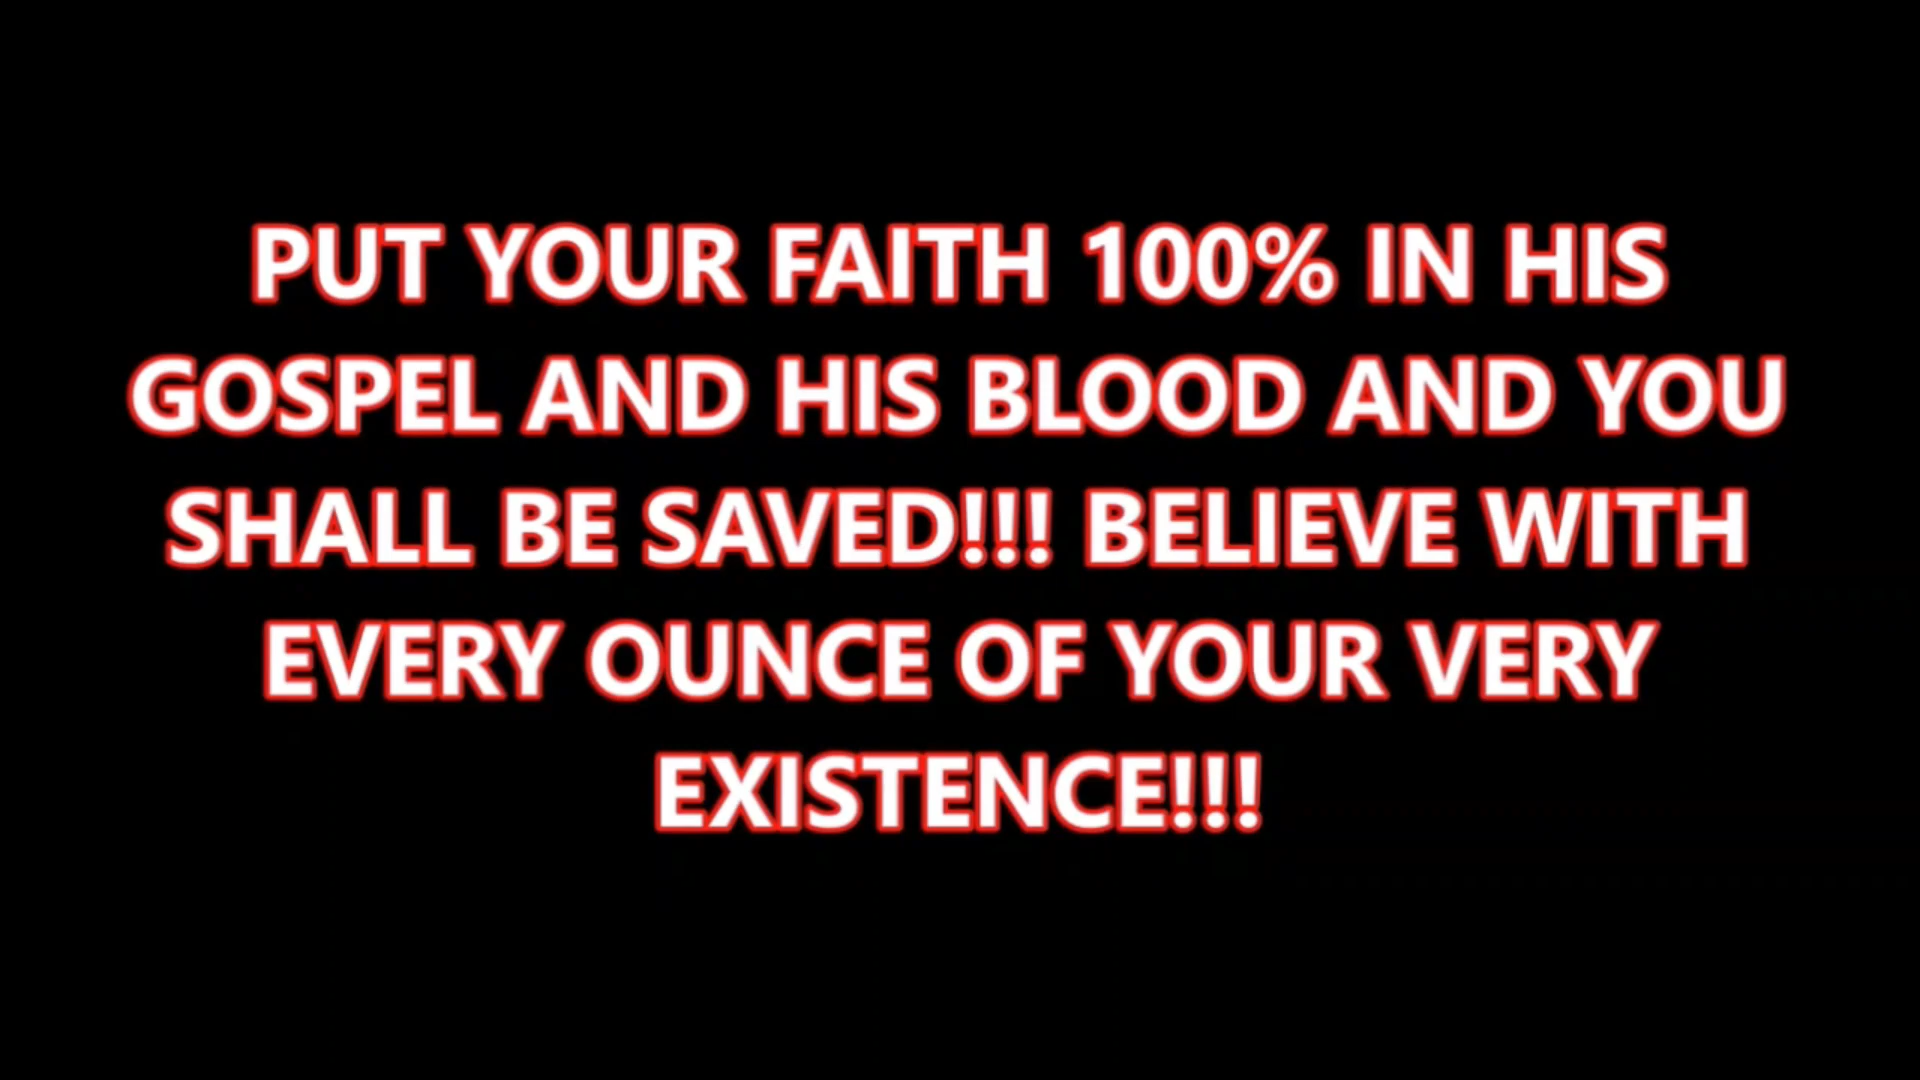 PUT YOUR FAITH 100% IN HIS
GOSPEL AND HIS BLOOD AND YOU
SHALL BE SAVED!!! BELIEVE WITH
EVERY OUNCE OF YOUR VERY
EXISTENCE!!!